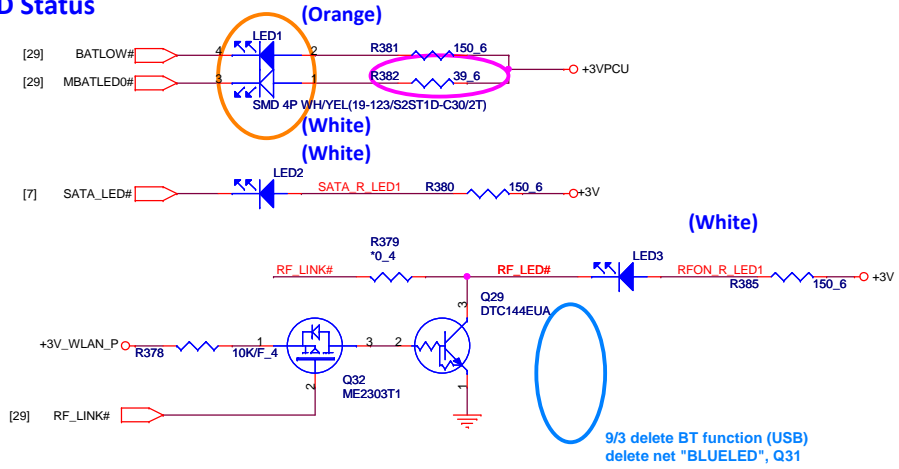 D Status
(Orange)
LED1
[29] BATLOW# 4 2 R381 150_6
+3VPCU
[29] MBATLED0# 3 1 R382 39_6
SMD 4P WH/YEL(19-123/S2ST1D-C30/2T)
(White)
(White)
LED2
[7] SATA_LED# SATA_R_LED1 R380 150_6 +3V
(White)
R379
*0_4
LED3
RF_LINK# RF_LED# RFON_R_LED1 +3V
R385 150_6
3
Q29
DTC144EUA
+3V_WLAN_P R378 10K/F_4 1 3 2
Q32
ME2303T1
2
1
[29] RF_LINK#
9/3 delete BT function (USB)
delete net "BLUELED", Q31